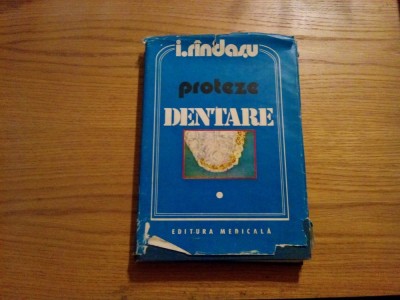 i.rîndaşu
proteze
DENTARE
EDITURA MEDICALĂ